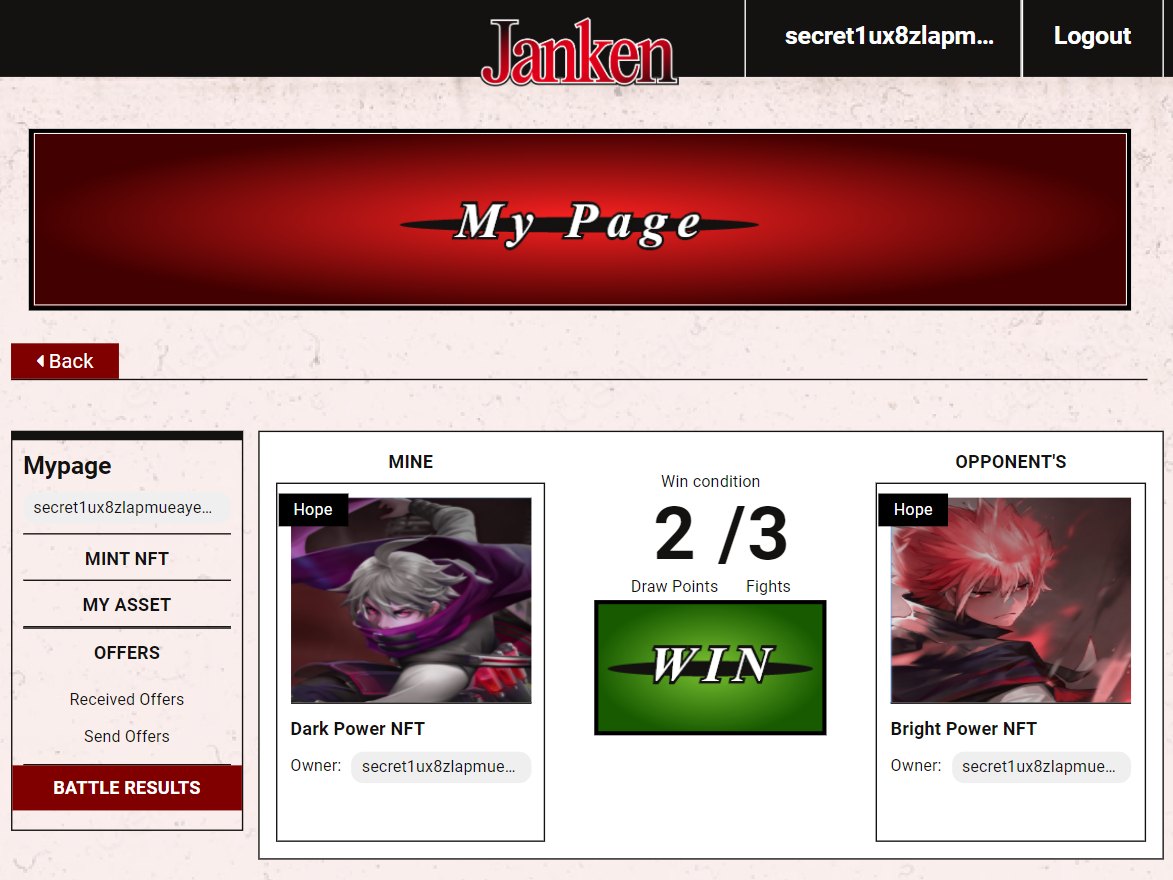 Janken
secret1ux8zlapm...
Logout
My Page
Back
Mypage
secret1ux8zlapmueaye...
MINT NFT
MY ASSET
OFFERS
Received Offers
Send Offers
BATTLE RESULTS
MINE
Hope
Dark Power NFT
Owner: secret1ux8zlapmue...
Win condition
2 /3
Draw Points Fights
WIN
OPPONENT'S
Hope
Bright Power NFT
Owner: secret1ux8zlapmue...